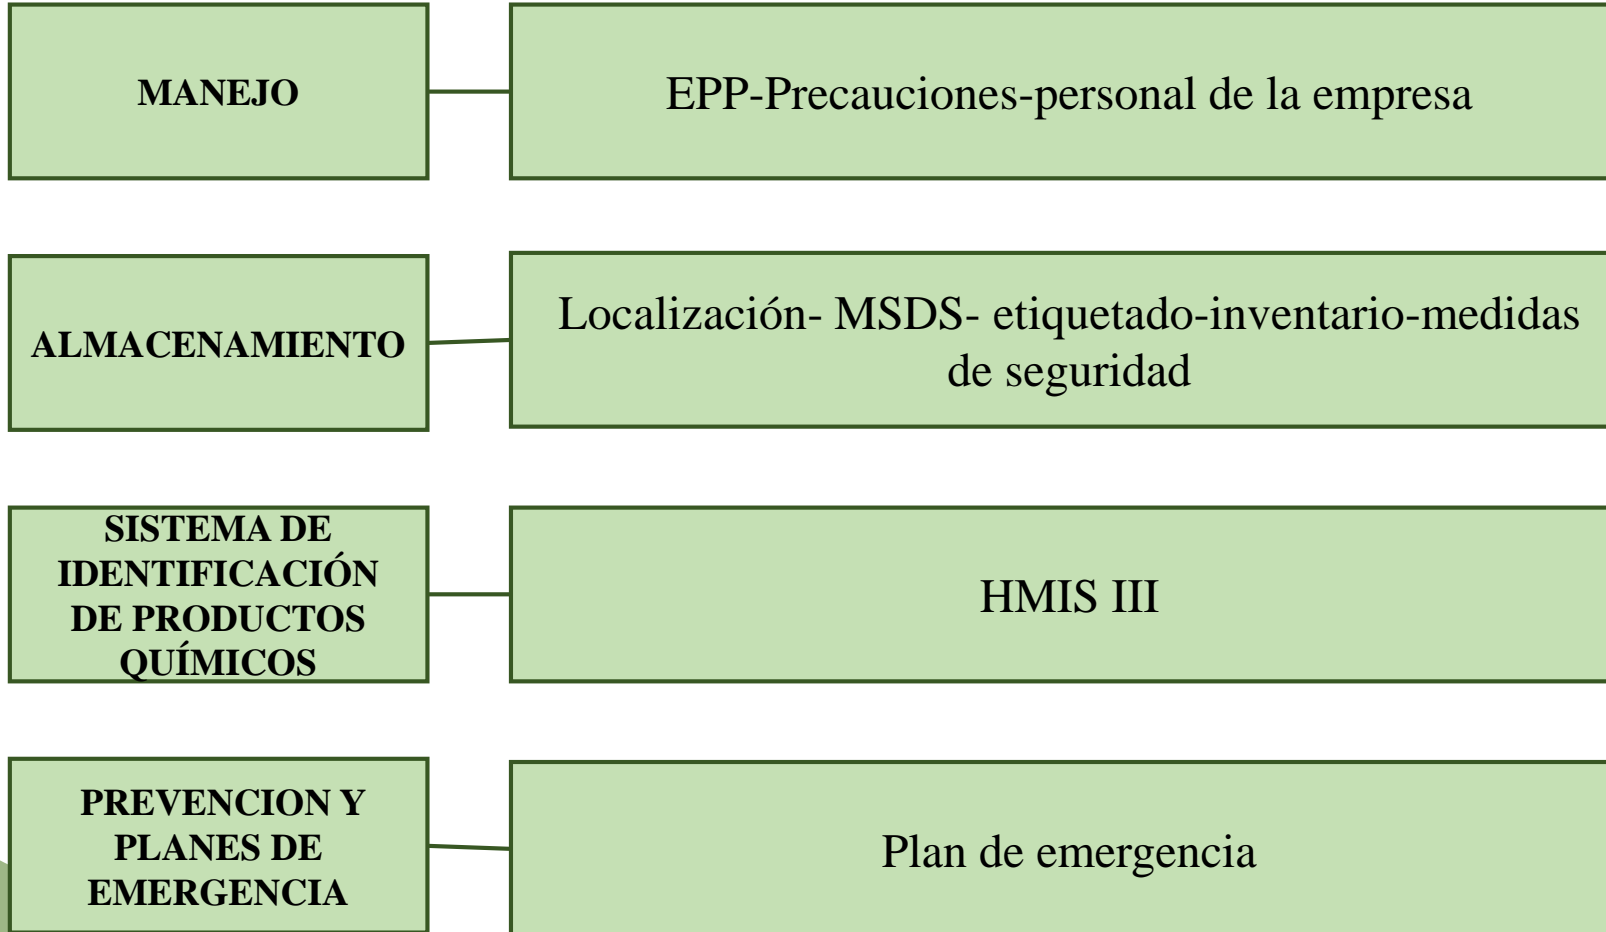 MANEJO
EPP-Precauciones-personal de la empresa
ALMACENAMIENTO
Localización- MSDS- etiquetado-inventario-medidas
de seguridad
SISTEMA DE
IDENTIFICACIÓN
DE PRODUCTOS
QUÍMICOS
HMIS III
PREVENCION Y
PLANES DE
EMERGENCIA
Plan de emergencia